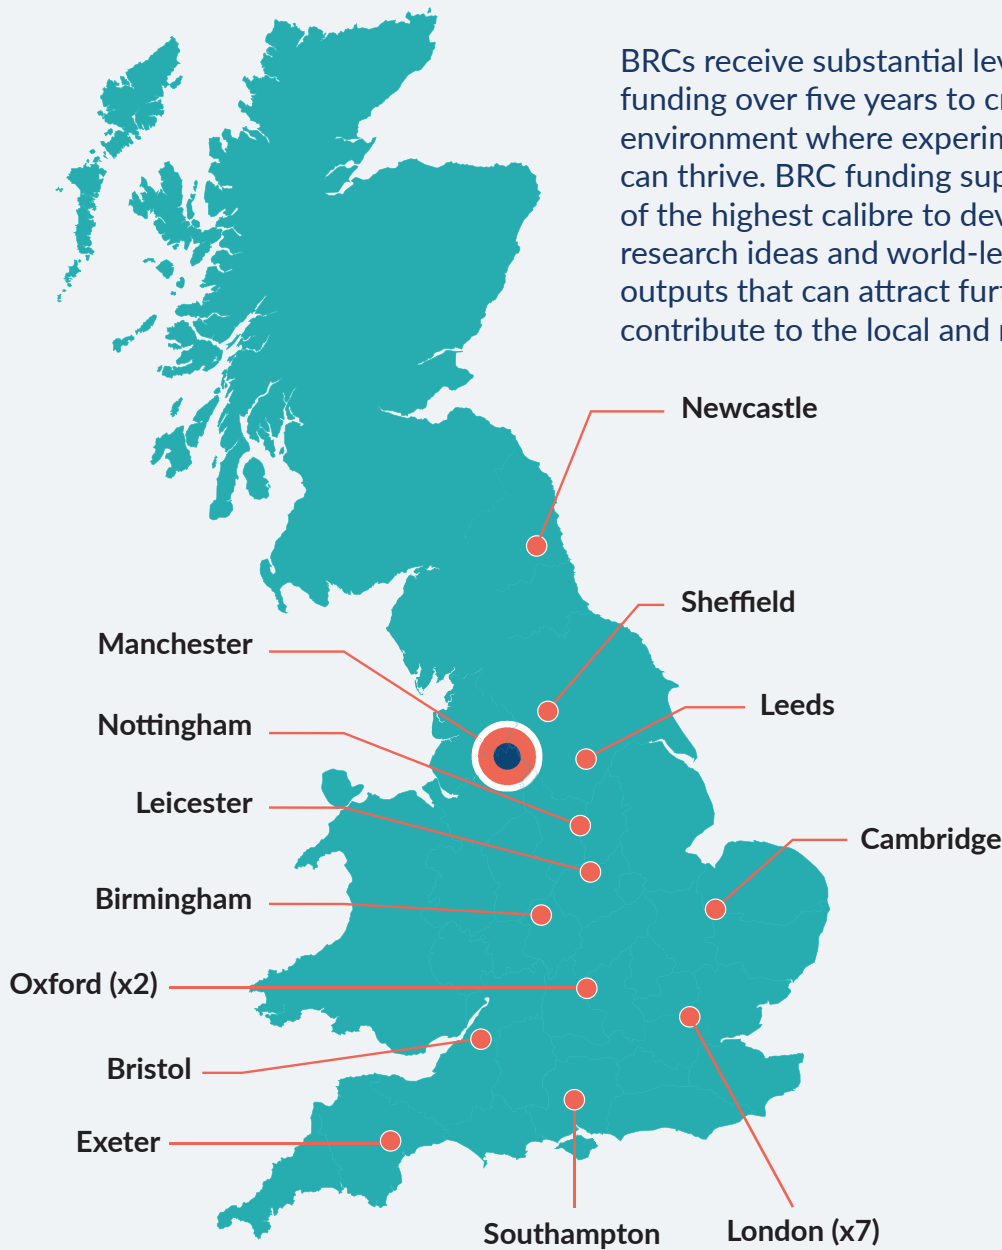 BRCs receive substantial lev
funding over five years to cr
environment where experim
can thrive. BRC funding sup
of the highest calibre to dev
research ideas and world-le
outputs that can attract furt
contribute to the local and
Newcastle
Sheffield
Manchester
Leeds
Nottingham
Leicester
Cambridge
Birmingham
Oxford (x2)
Bristol
Exeter
Southampton
London (x7)